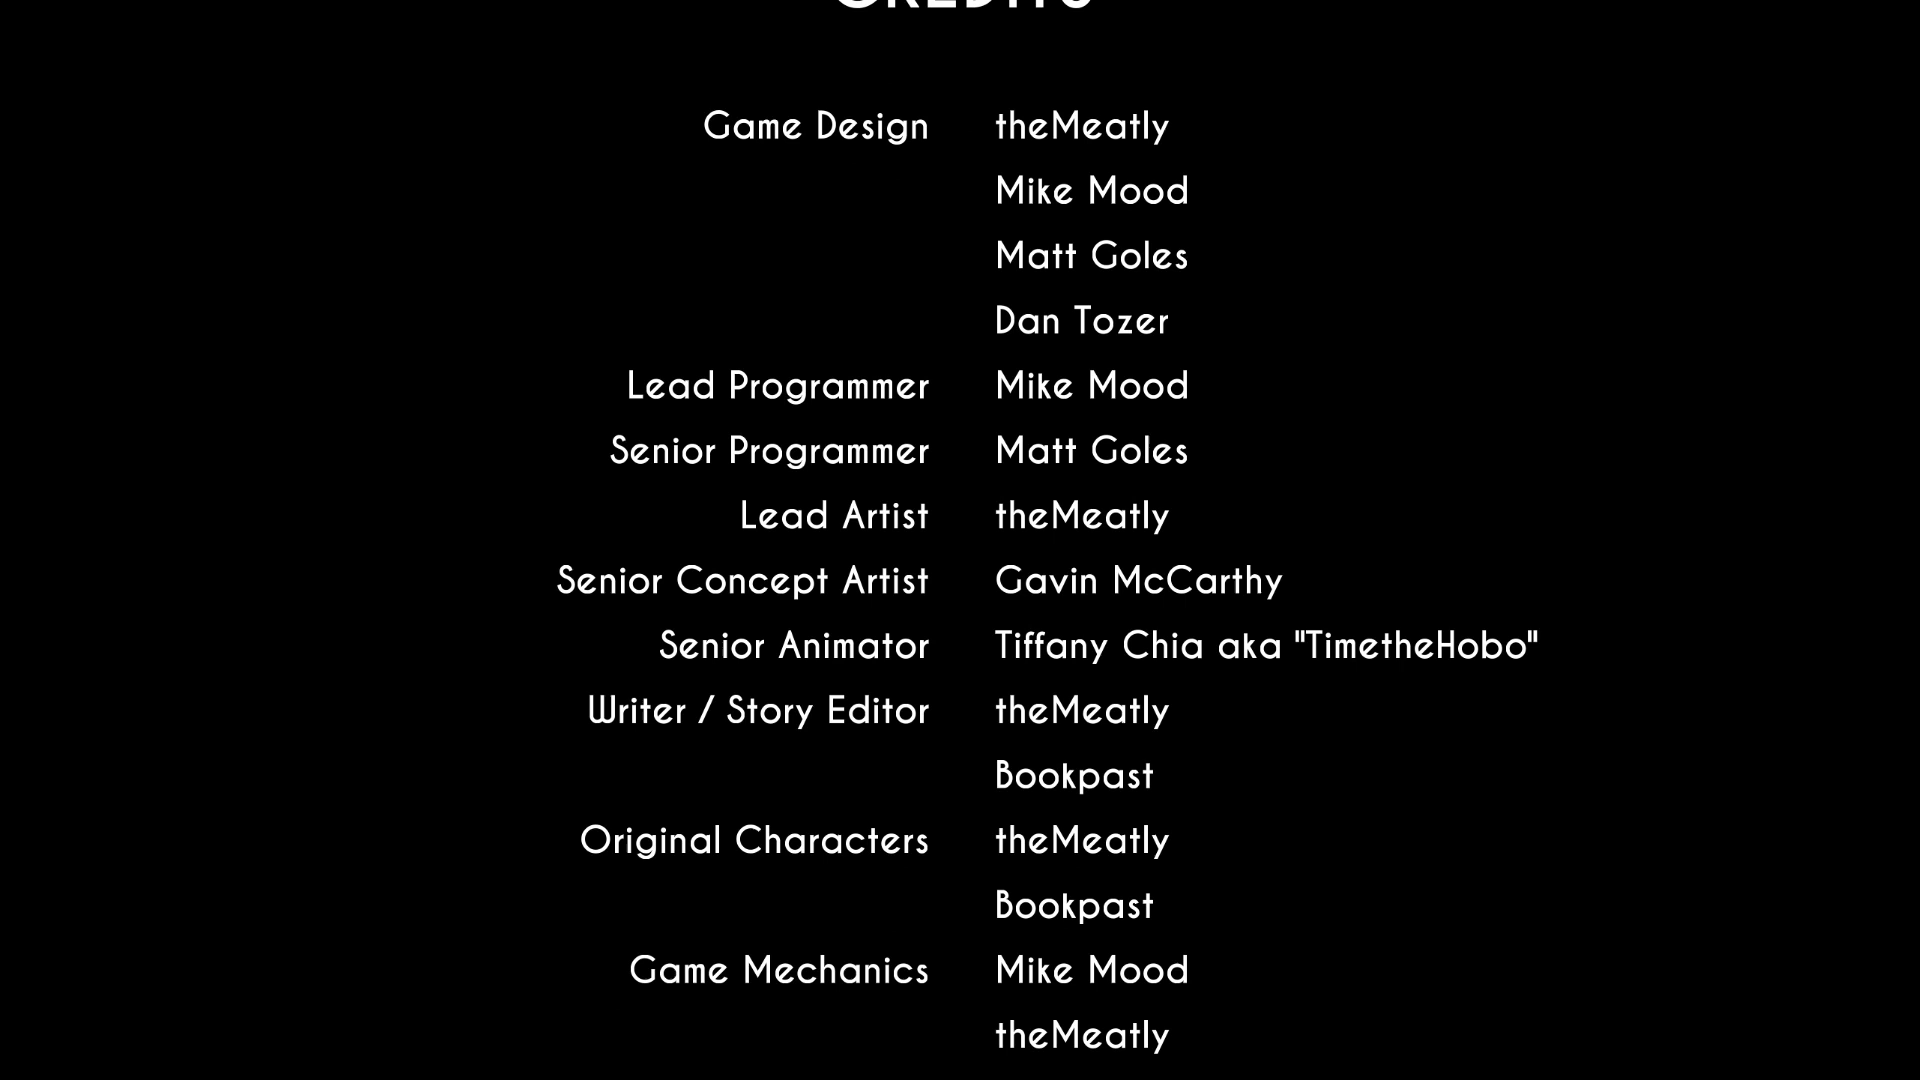 CREDITS
Game Design theMeatly
Mike Mood
Matt Goles
Dan Tozer
Lead Programmer Mike Mood
Senior Programmer Matt Goles
Lead Artist theMeatly
Senior Concept Artist Gavin McCarthy
Senior Animator Tiffany Chia aka "TimetheHobo"
Writer / Story Editor theMeatly
Bookpast
Original Characters theMeatly
Bookpast
Game Mechanics Mike Mood
theMeatly